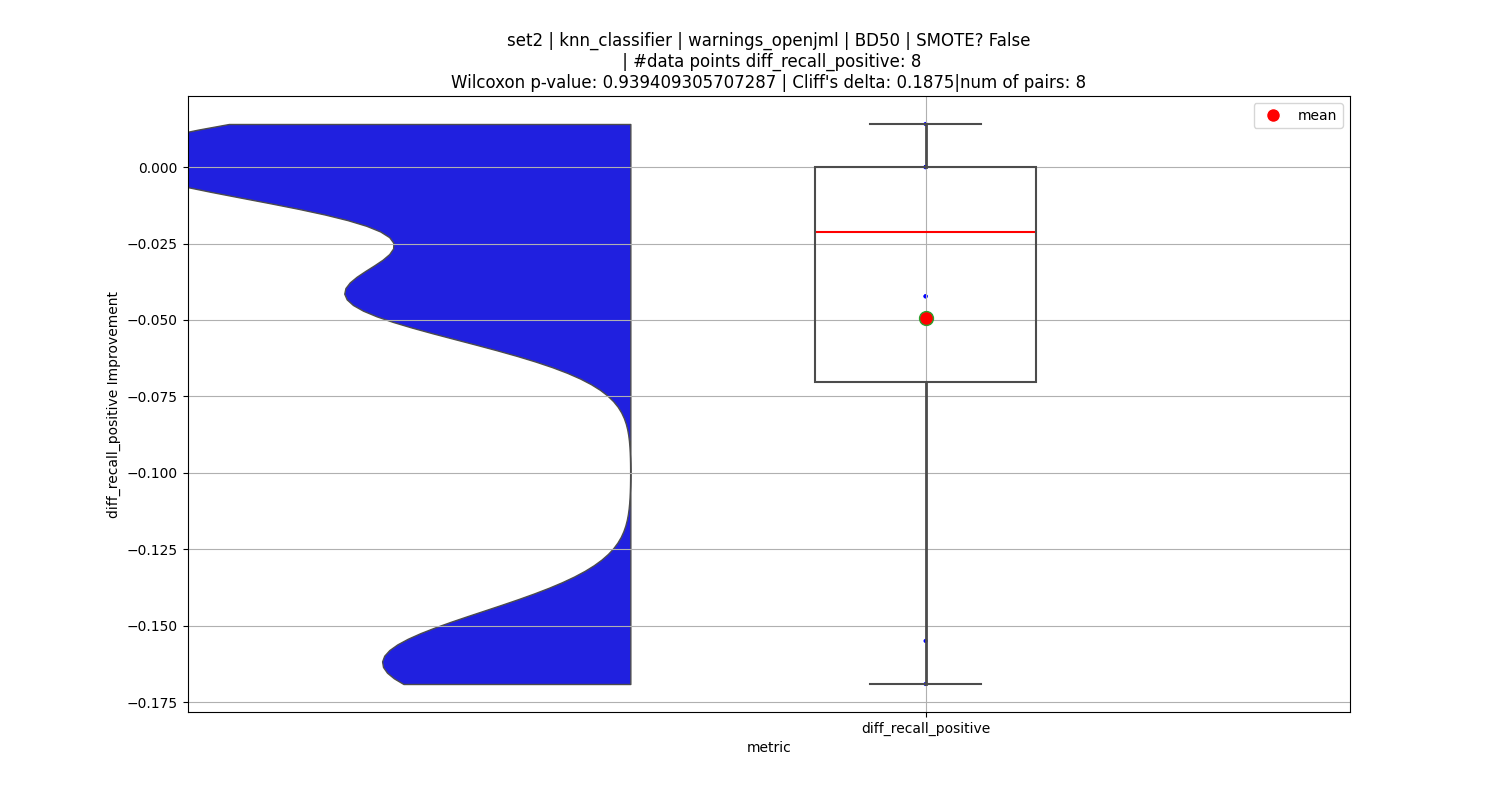 set2 | knn_classifier | warnings_openjml | BD50 | SMOTE? False
| #data points diff_recall_positive: 8
Wilcoxon p-value: 0.939409305707287 | Cliff's delta: 0.1875|num of pairs: 8
mean
0.000
−0.025
−0.050
−0.075
−0.100
−0.125
−0.150
−0.175
diff_recall_positive Improvement
diff_recall_positive
metric